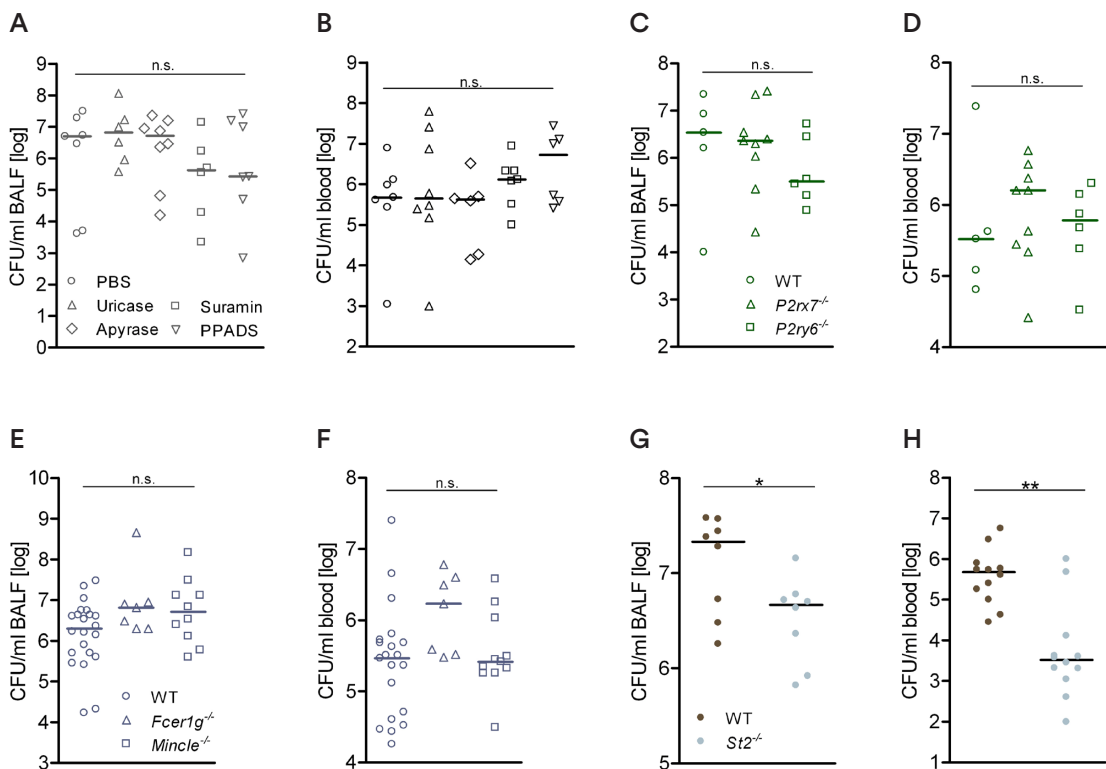 A
CFU/ml BALF [log]
9
8
7
6
5
4
3
2
1
0
n.s.
PBS
Uricase
Apyrase
Suramin
PPADS
B
CFU/ml blood [log]
9
8
7
6
5
4
3
2
n.s.
C
CFU/ml BALF [log]
8
7
6
5
4
3
2
n.s.
WT
P2rx7-/-
P2ry6-/-
D
CFU/ml blood [log]
8
7
6
5
4
n.s.
E
CFU/ml BALF [log]
10
9
8
7
6
5
4
3
n.s.
WT
Fcer1g-/-
Mincle-/-
F
CFU/ml blood [log]
8
7
6
5
4
n.s.
G
CFU/ml BALF [log]
8
7
6
5
*
WT
St2-/-
H
CFU/ml blood [log]
8
7
6
5
4
3
2
1
**